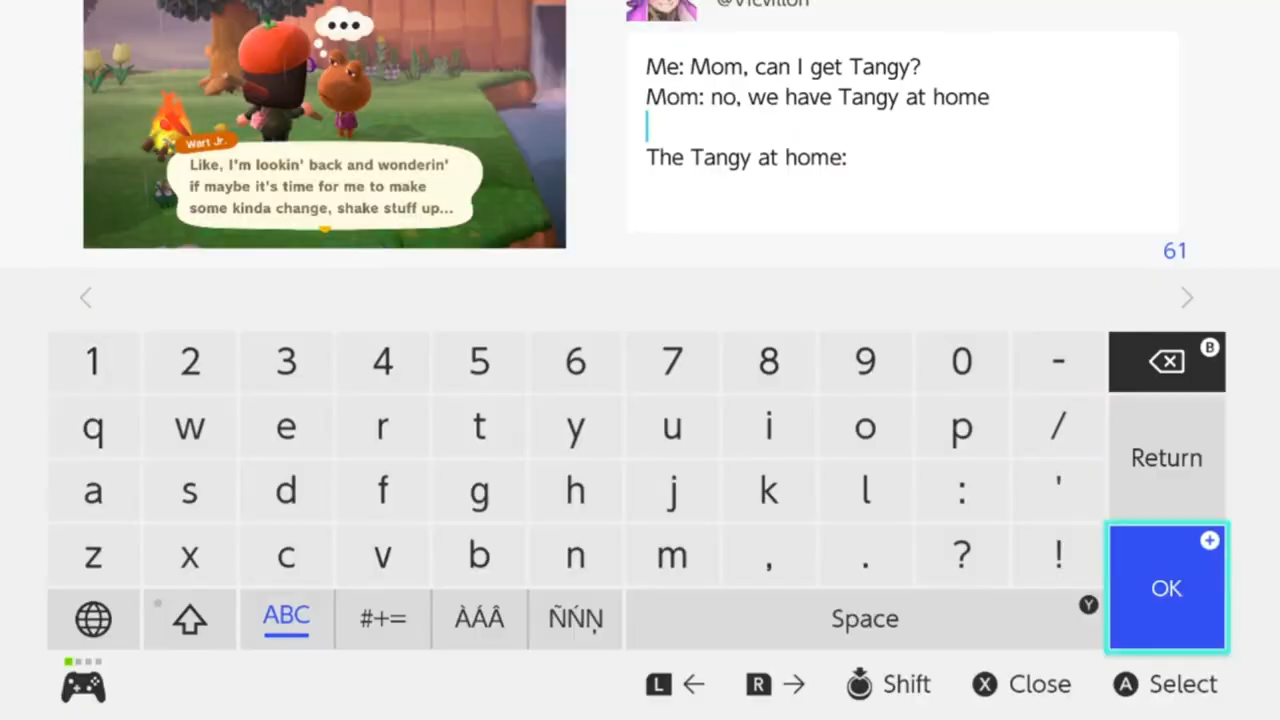 @Vicvillon
Me: Mom, can I get Tangy?
Mom: no, we have Tangy at home
The Tangy at home:
61
Wart Jr.
Like, I'm lookin' back and wonderin'
if maybe it's time for me to make
some kinda change, shake stuff up...
1 2 3 4 5 6 7 8 9 0 - B
q w e r t y u i o p / Return
a s d f g h j k l : '
z x c v b n m , . ? ! + OK
ABC #+= ÀÁÂ ÑŃŅ Space Y
L ← R → Shift X Close A Select